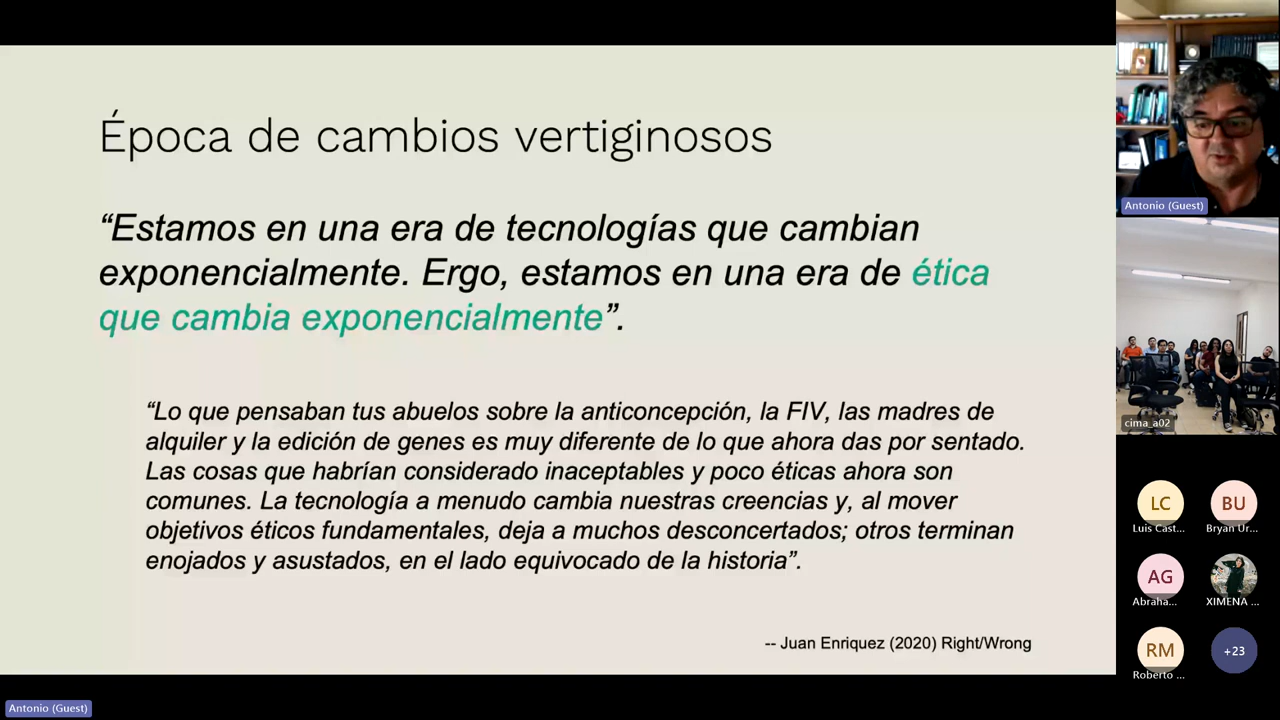 Época de cambios vertiginosos
“Estamos en una era de tecnologías que cambian
exponencialmente. Ergo, estamos en una era de ética
que cambia exponencialmente”.
“Lo que pensaban tus abuelos sobre la anticoncepción, la FIV, las madres de
alquiler y la edición de genes es muy diferente de lo que ahora das por sentado.
Las cosas que habrían considerado inaceptables y poco éticas ahora son
comunes. La tecnología a menudo cambia nuestras creencias y, al mover
objetivos éticos fundamentales, deja a muchos desconcertados; otros terminan
enojados y asustados, en el lado equivocado de la historia”.
-- Juan Enriquez (2020) Right/Wrong
Antonio (Guest)
cima_a02
LC
BU
Luis Cast...
Bryan Ur...
AG
Abraha...
XIMENA ...
RM
+23
Roberto ...
Antonio (Guest)